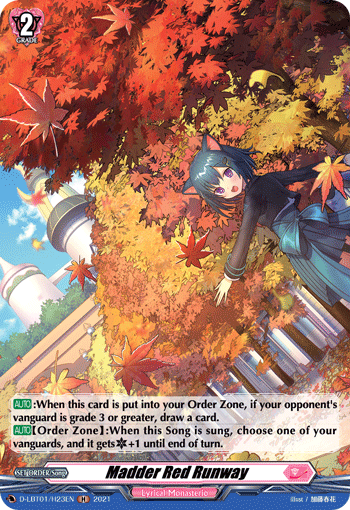 2
GRADE
AUTO:When this card is put into your Order Zone, if your opponent's
vanguard is grade 3 or greater, draw a card.
AUTO【Order Zone】:When this Song is sung, choose one of your
vanguards, and it gets +1 until end of turn.
SET ORDER/Song
Madder Red Runway
Lyrical Monasterio
D-LBT01/H23EN H 2021
illust / 加藤春花